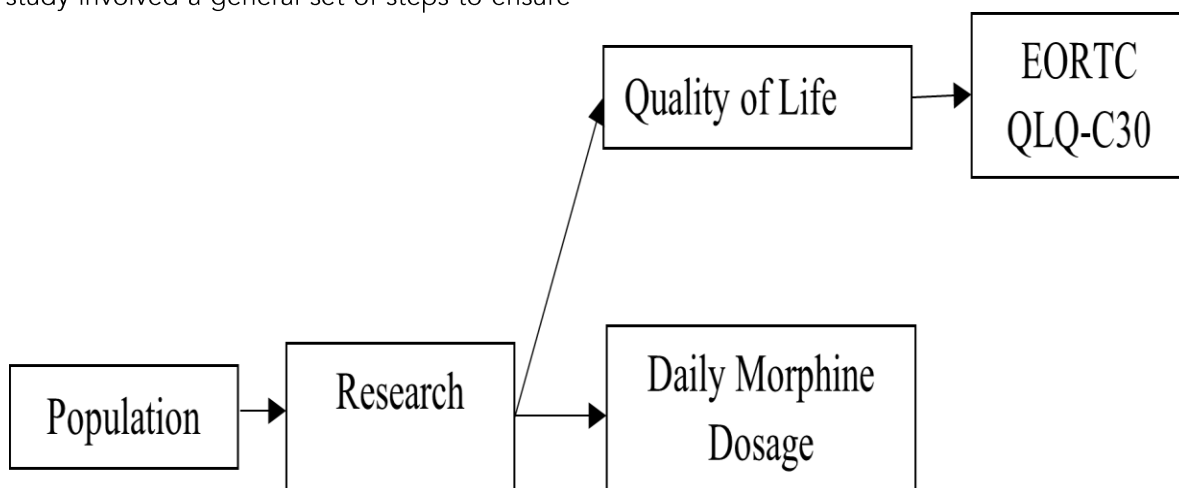 study involved a general set of steps to ensure
EORTC
QLQ-C30
Quality of Life
Population
Research
Daily Morphine
Dosage